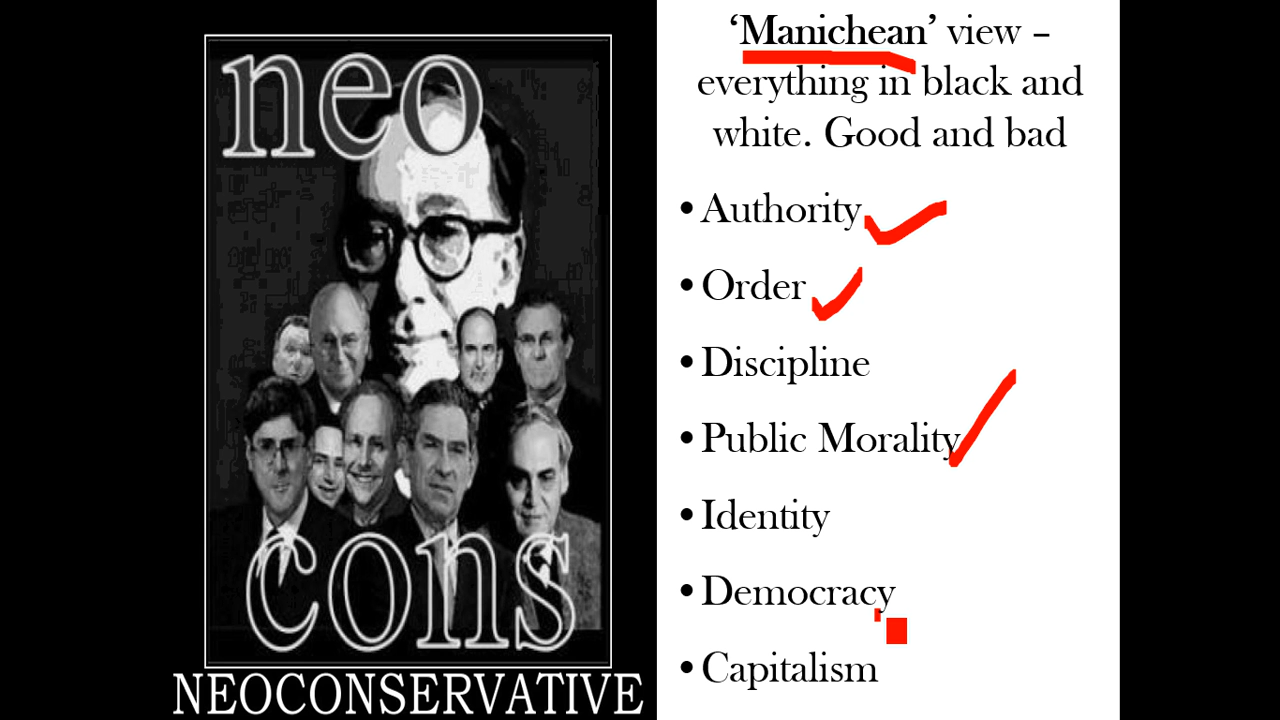 neo
cons
NEOCONSERVATIVE
‘Manichean’ view –
everything in black and
white. Good and bad
• Authority
• Order
• Discipline
• Public Morality
• Identity
• Democracy
• Capitalism